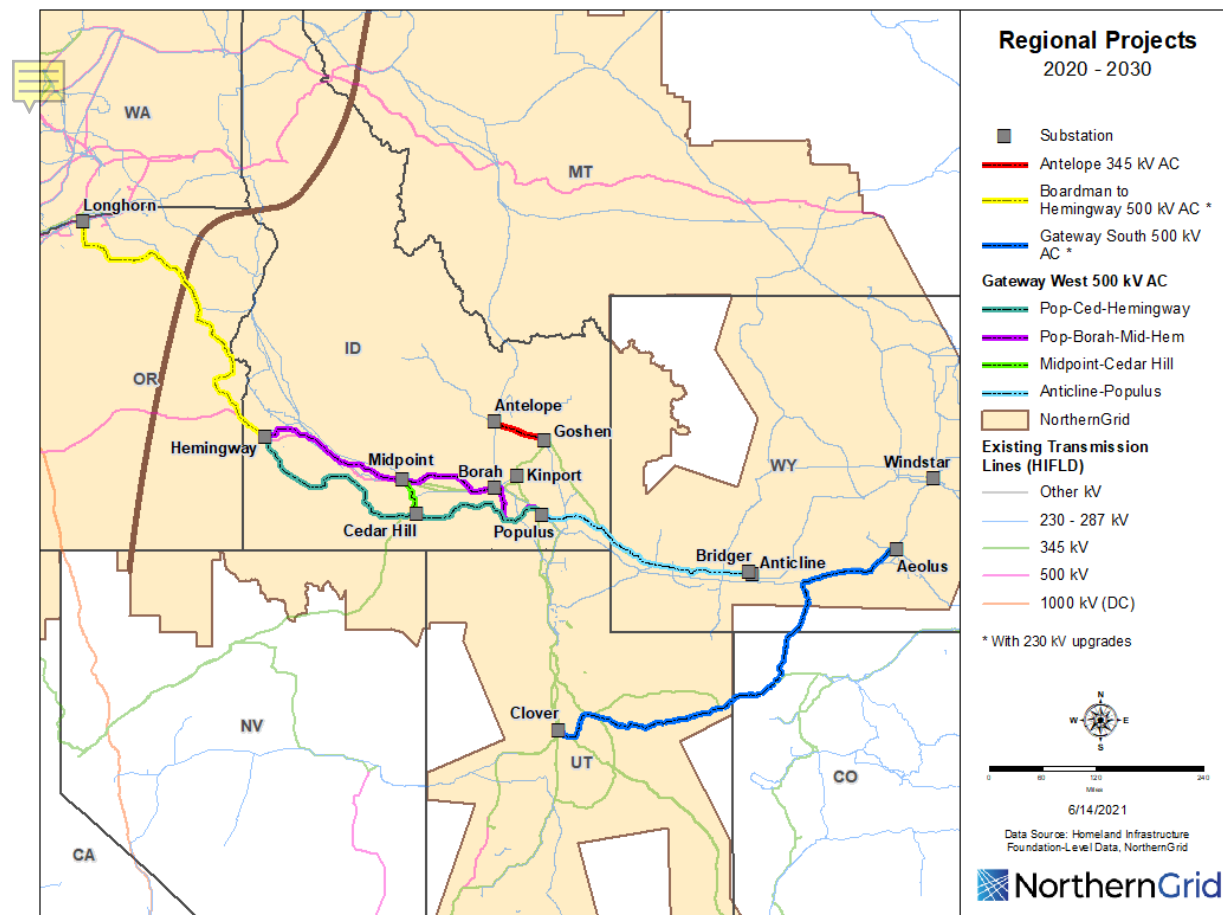 Regional Projects
2020 - 2030
Substation
Antelope 345 kV AC
Boardman to
Hemingway 500 kV AC *
Gateway South 500 kV
AC *
Gateway West 500 kV AC
Pop-Ced-Hemingway
Pop-Borah-Mid-Hem
Midpoint-Cedar Hill
Anticline-Populus
NorthernGrid
Existing Transmission
Lines (HIFLD)
Other kV
230 - 287 kV
345 kV
500 kV
1000 kV (DC)
* With 230 kV upgrades
N
W
E
S
0
60
120
240
Miles
6/14/2021
Data Source: Homeland Infrastructure
Foundation-Level Data, NorthernGrid
NorthernGrid
WA
MT
Longhorn
ID
OR
Antelope
Goshen
Hemingway
Midpoint
Borah
Kinport
WY
Windstar
Cedar Hill
Populus
Bridger
Anticline
Aeolus
Clover
NV
UT
CO
CA